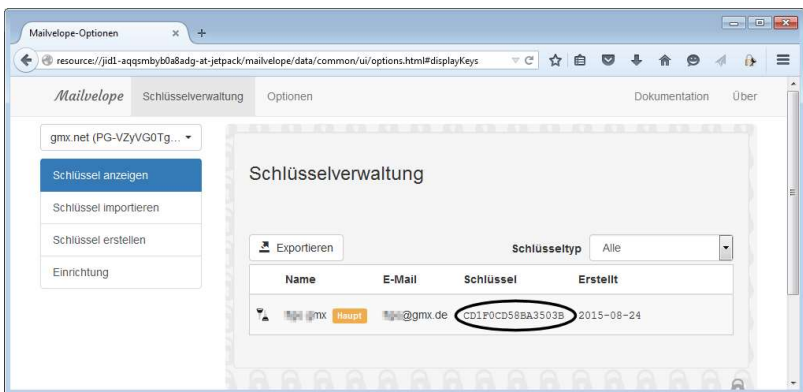 Mailvelope-Optionen
resource://jid1-aqqsmbyb0a8adg-at-jetpack/mailvelope/data/common/ui/options.html#displayKeys
Mailvelope Schlüsselverwaltung Optionen Dokumentation Über
gmx.net (PG-VZyVG0Tg...
Schlüssel anzeigen
Schlüssel importieren
Schlüssel erstellen
Einrichtung
Schlüsselverwaltung
Exportieren Schlüsseltyp Alle
Name E-Mail Schlüssel Erstellt
gmx Haupt @gmx.de CD1F0CD58BA3503B 2015-08-24